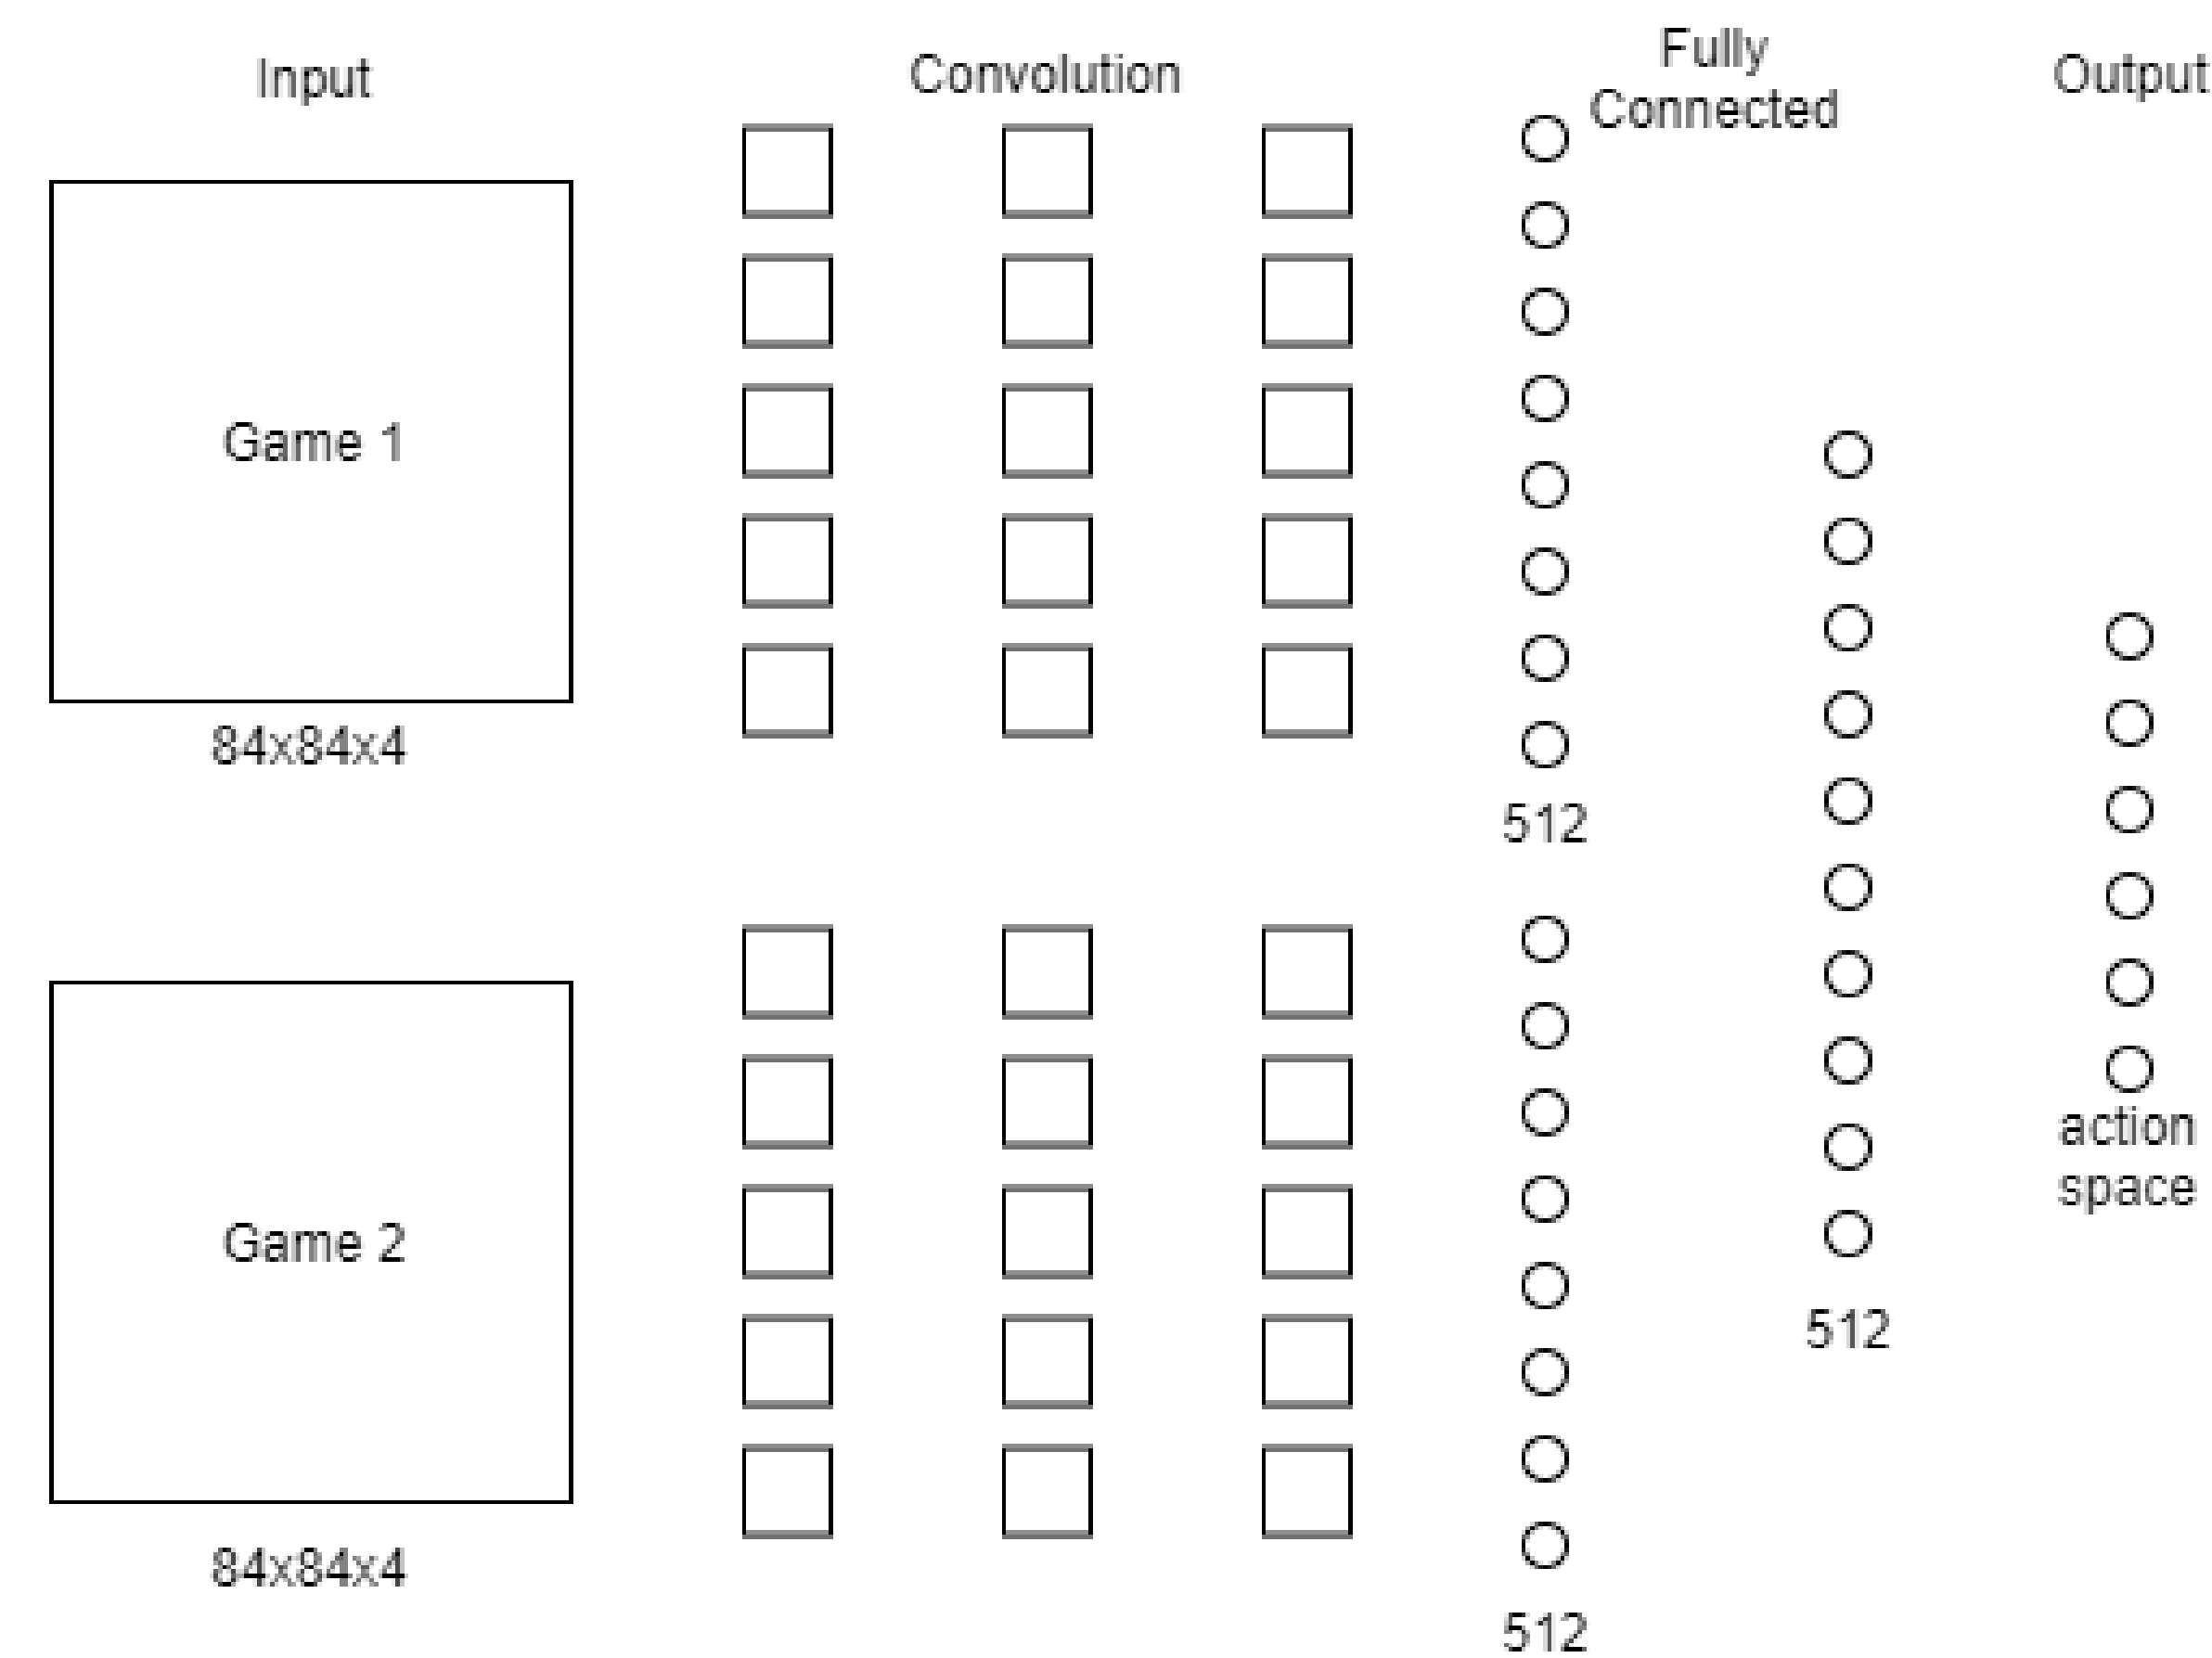 Input
Convolution
Fully
Connected
Output
Game 1
84x84x4
512
Game 2
84x84x4
512
512
action
space